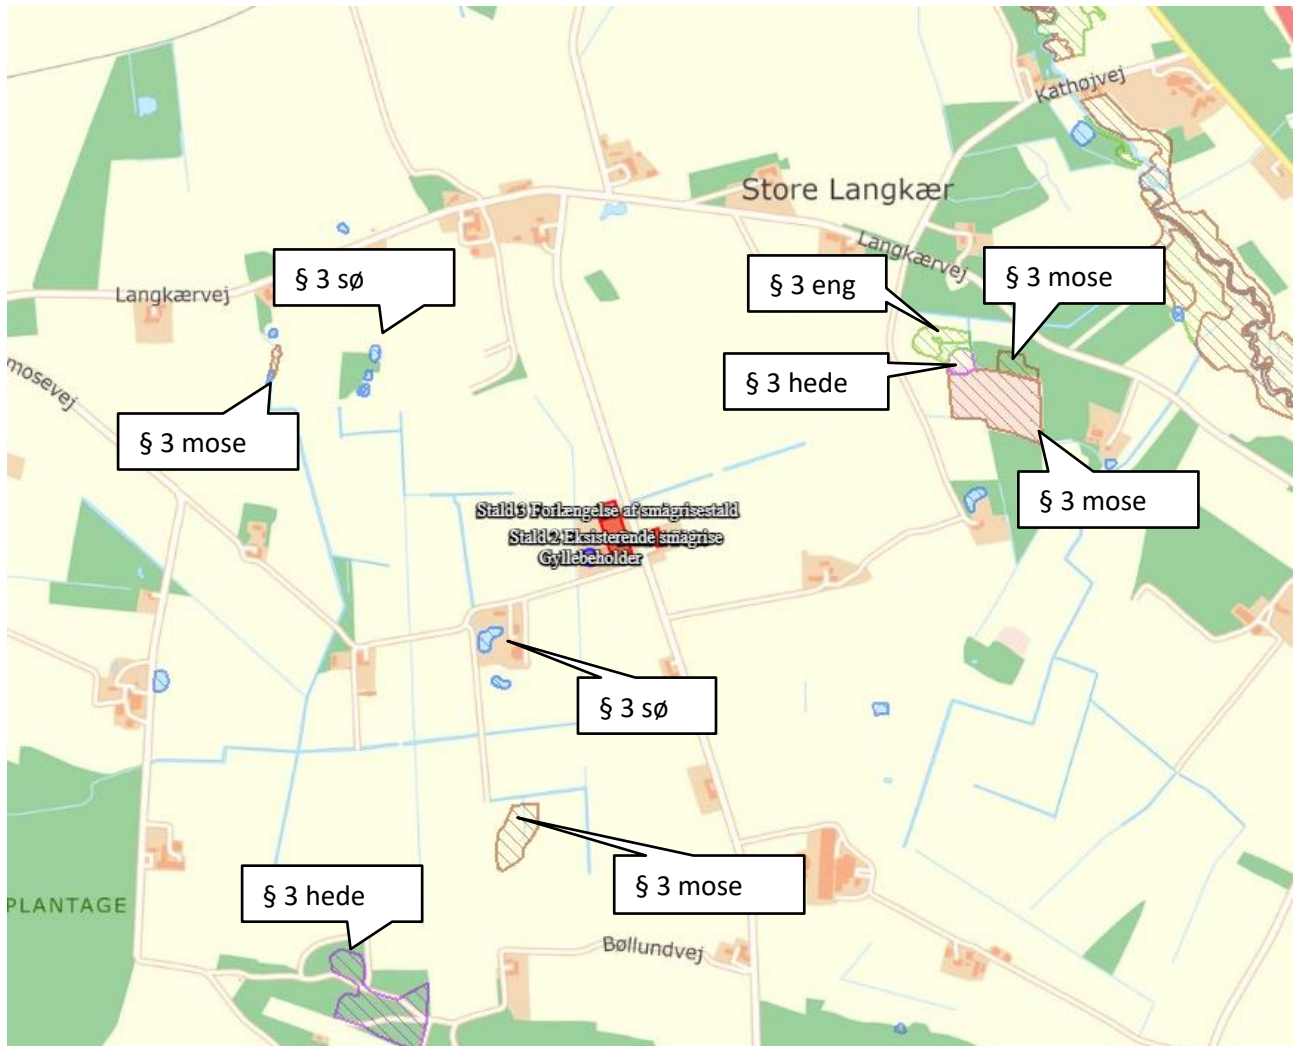 Kathøjvej
Store Langkær
Langkærvej
§ 3 sø
§ 3 eng
§ 3 mose
Langkærvej
mosevej
§ 3 hede
§ 3 mose
§ 3 mose
Stald 3 Forlængelse af smågrisestald
Stald 2 Eksisterende smågrise
Gyllebeholder
§ 3 sø
§ 3 mose
§ 3 hede
PLANTAGE
Bøllundvej